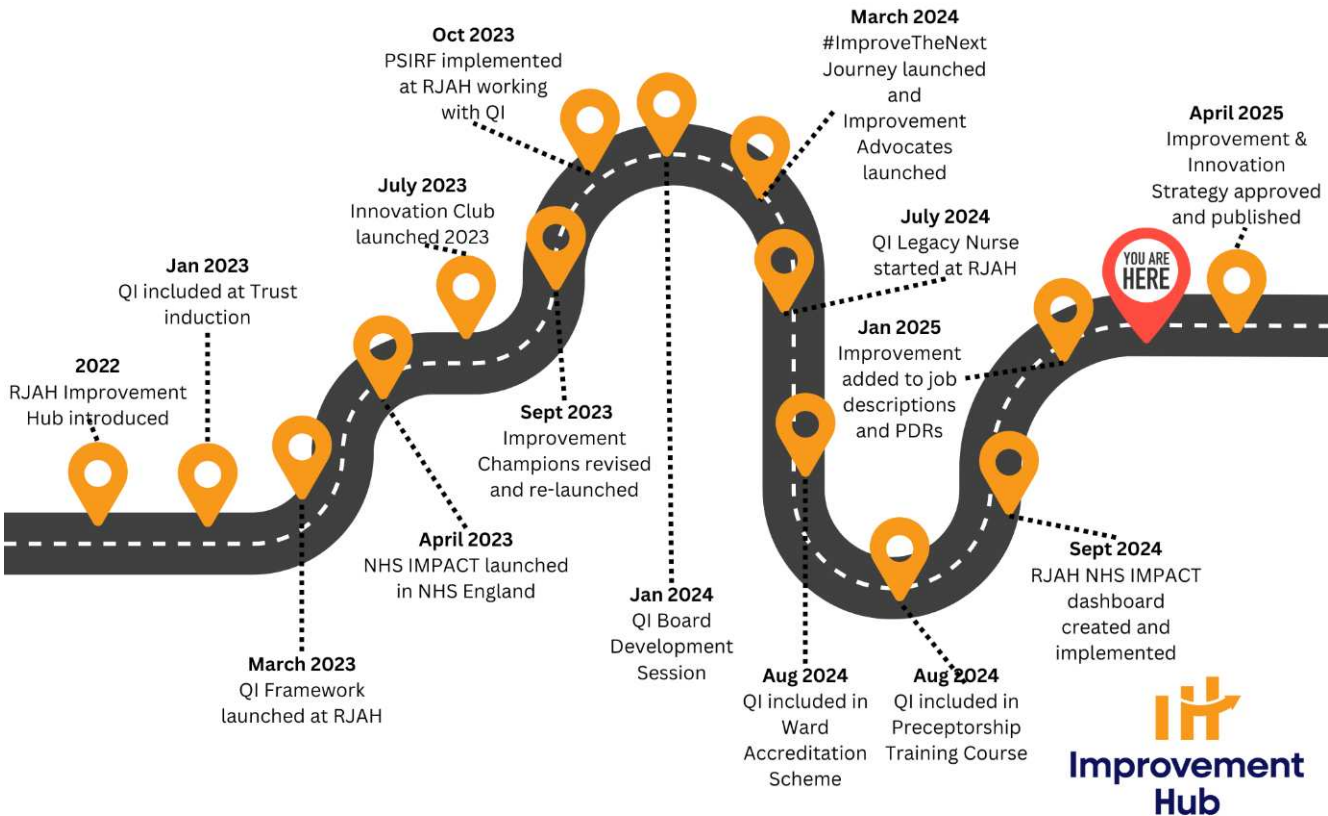 2022
RJAH Improvement
Hub introduced
Jan 2023
QI included at Trust
induction
March 2023
QI Framework
launched at RJAH
April 2023
NHS IMPACT launched
in NHS England
July 2023
Innovation Club
launched 2023
Sept 2023
Improvement
Champions revised
and re-launched
Oct 2023
PSIRF implemented
at RJAH working
with QI
Jan 2024
QI Board
Development
Session
March 2024
#ImproveTheNext
Journey launched
and
Improvement
Advocates
launched
July 2024
QI Legacy Nurse
started at RJAH
Aug 2024
QI included in
Ward
Accreditation
Scheme
Aug 2024
QI included in
Preceptorship
Training Course
Sept 2024
RJAH NHS IMPACT
dashboard
created and
implemented
Jan 2025
Improvement
added to job
descriptions
and PDRs
YOU ARE
HERE
April 2025
Improvement &
Innovation
Strategy approved
and published
IH
Improvement
Hub